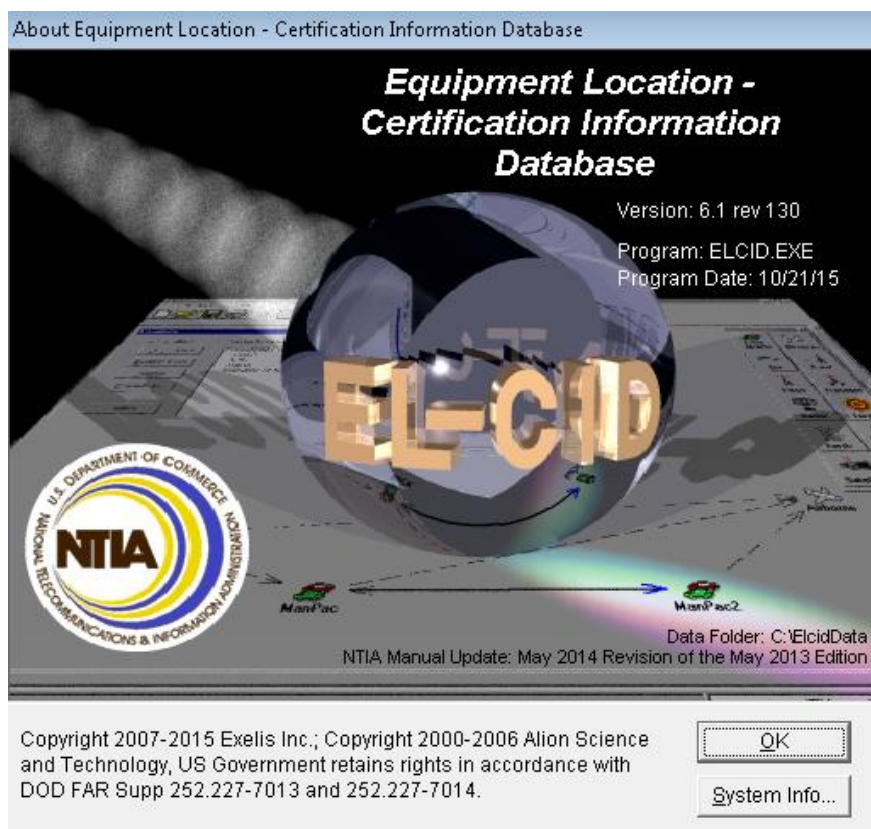 About Equipment Location - Certification Information Database
Equipment Location -
Certification Information
Database
Version: 6.1 rev 130
Program: ELCID.EXE
Program Date: 10/21/15
EL-CID
U.S. DEPARTMENT OF COMMERCE
NATIONAL TELECOMMUNICATIONS & INFORMATION ADMINISTRATION
NTIA
ManPac
ManPac2
Data Folder: C:\ElcidData
NTIA Manual Update: May 2014 Revision of the May 2013 Edition
Copyright 2007-2015 Exelis Inc.; Copyright 2000-2006 Alion Science
and Technology, US Government retains rights in accordance with
DOD FAR Supp 252.227-7013 and 252.227-7014.
OK
System Info...